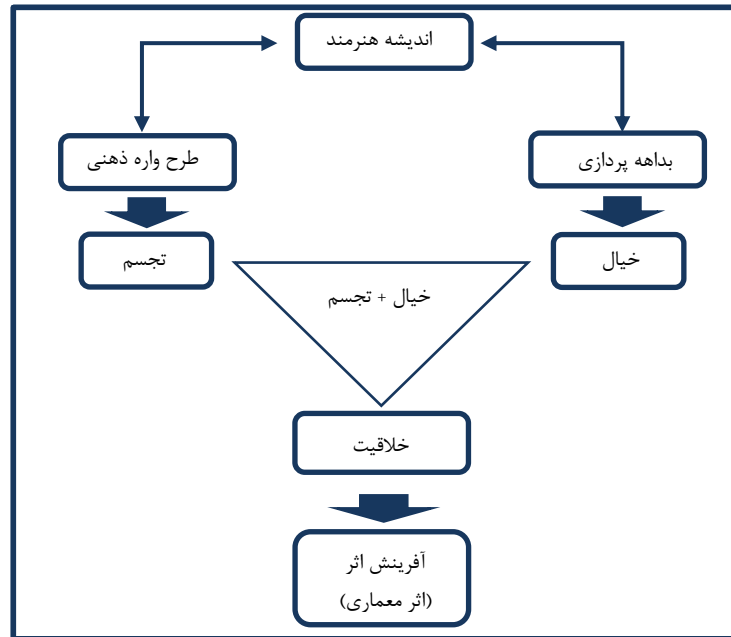 اندیشه هنرمند
بداهه پردازی
طرح واره ذهنی
خیال
تجسم
خیال + تجسم
خلاقیت
آفرینش اثر
(اثر معماری)